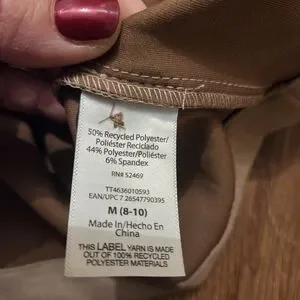 50% Recycled Polyester/
Poliéster Reciclado
44% Polyester/Poliéster
6% Spandex
RN# 52469
TT4636010593
EAN/UPC 7 26547790395
M (8-10)
Made In/Hecho En
China
THIS LABEL YARN IS MADE
OUT OF 100% RECYCLED
POLYESTER MATERIALS